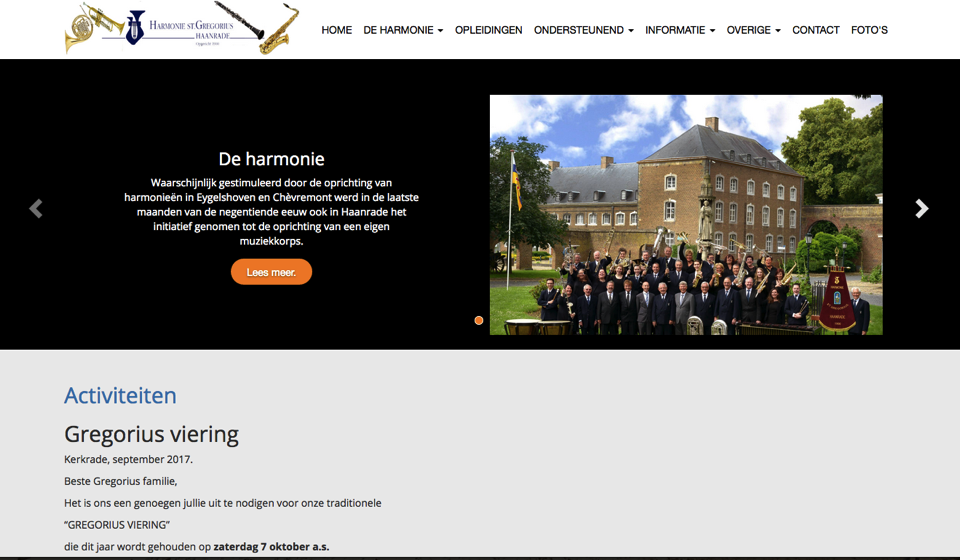 HARMONIE ST.GREGORIUS
HAANRADE
HOME DE HARMONIE OPLEIDINGEN ONDERSTEUNEND INFORMATIE OVERIGE CONTACT FOTO'S
De harmonie
Waarschijnlijk gestimuleerd door de oprichting van
harmonieën in Eygelshoven en Chèvremont werd in de laatste
maanden van de negentiende eeuw ook in Haanrade het
initiatief genomen tot de oprichting van een eigen
muziekkorps.
Lees meer.
Activiteiten
Gregorius viering
Kerkrade, september 2017.
Beste Gregorius familie,
Het is ons een genoegen jullie uit te nodigen voor onze traditionele
“GREGORIUS VIERING”
die dit jaar wordt gehouden op zaterdag 7 oktober a.s.